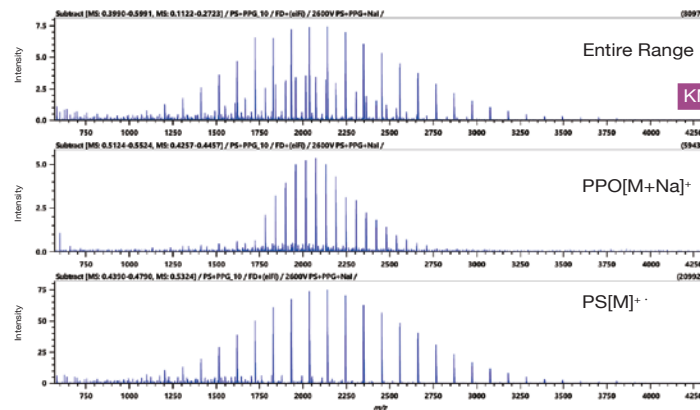 Subtract [MS: 0.3990-0.5991, 0.1122-0.2723] / PS+PPG_10 / FD+(eiFi) / 2600V PS+PPG+NaI /
Intensity
7.5
5.0
2.5
0.0
Entire Range
750 1000 1250 1500 1750 2000 2250 2500 2750 3000 3250 3500 3750 4000
Subtract [MS: 0.5124-0.5524, 0.4257-0.4457] / PS+PPG_10 / FD+(eiFi) / 2600V PS+PPG+NaI /
Intensity
5.0
2.5
0.0
PPO[M+Na]⁺
750 1000 1250 1500 1750 2000 2250 2500 2750 3000 3250 3500 3750 4000
Subtract [MS: 0.4390-0.4790, 0.5324] / PS+PPG_10 / FD+(eiFi) / 2600V PS+PPG+NaI /
Intensity
75
50
25
0
PS[M]⁺·
750 1000 1250 1500 1750 2000 2250 2500 2750 3000 3250 3500 3750 4000
m/z